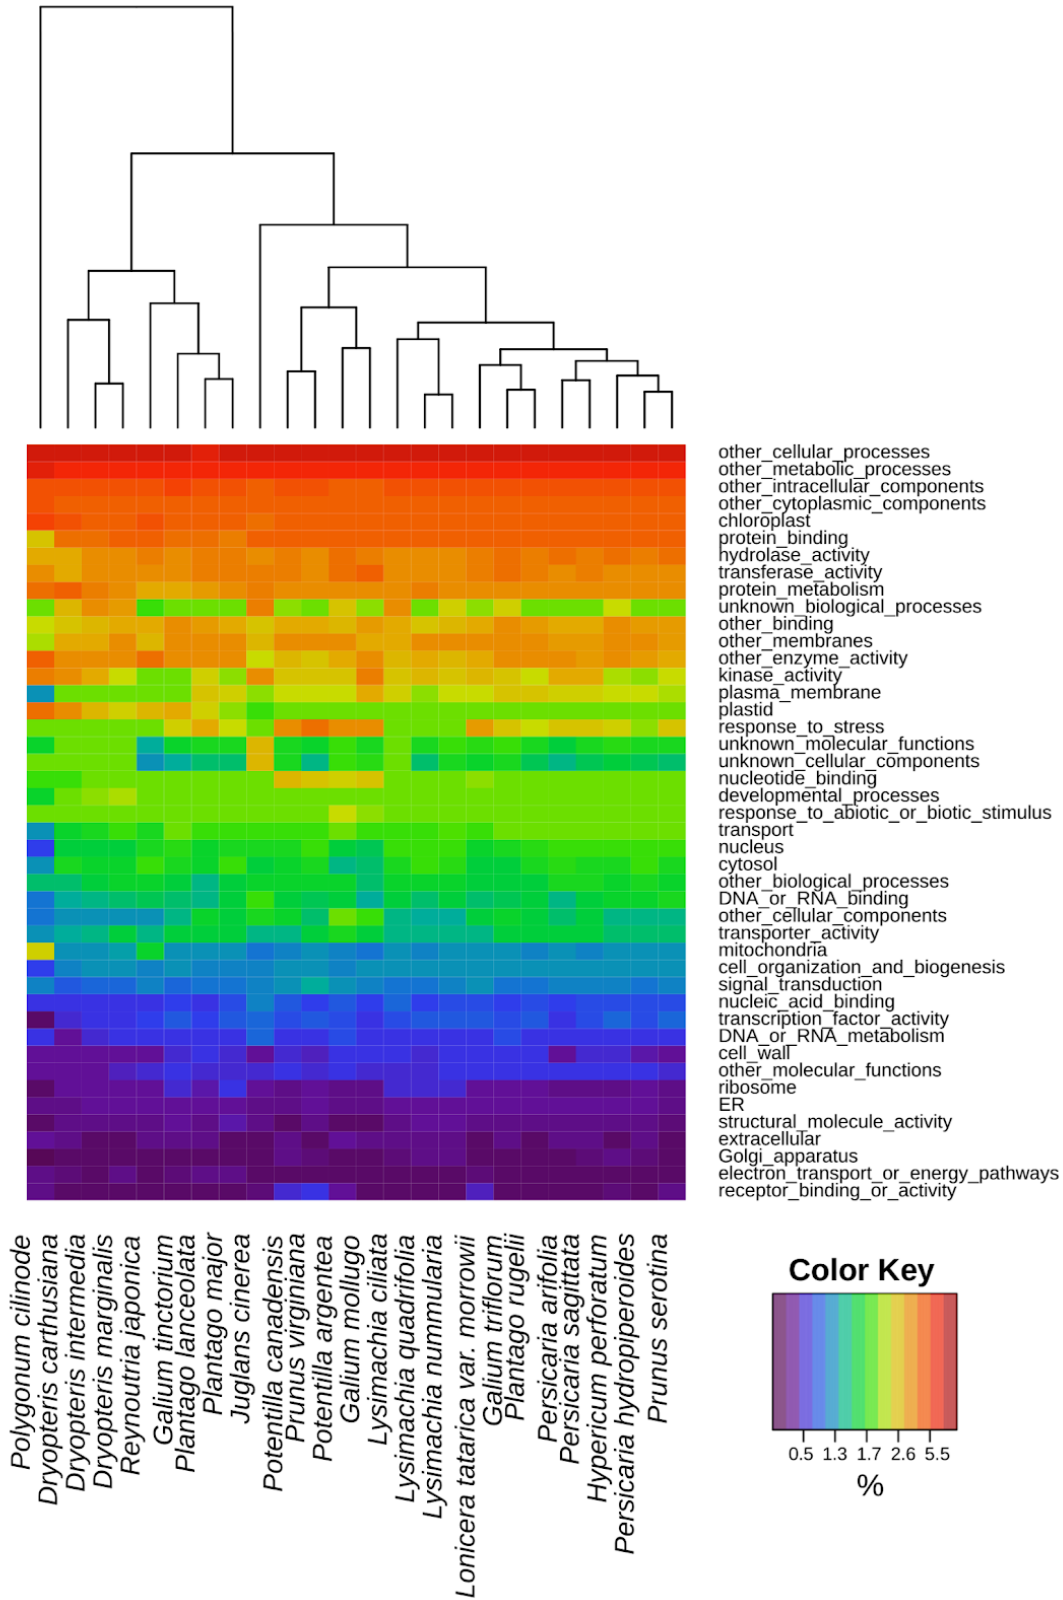 other_cellular_processes
other_metabolic_processes
other_intracellular_components
other_cytoplasmic_components
chloroplast
protein_binding
hydrolase_activity
transferase_activity
protein_metabolism
unknown_biological_processes
other_binding
other_membranes
other_enzyme_activity
kinase_activity
plasma_membrane
plastid
response_to_stress
unknown_molecular_functions
unknown_cellular_components
nucleotide_binding
developmental_processes
response_to_abiotic_or_biotic_stimulus
transport
nucleus
cytosol
other_biological_processes
DNA_or_RNA_binding
other_cellular_components
transporter_activity
mitochondria
cell_organization_and_biogenesis
signal_transduction
nucleic_acid_binding
transcription_factor_activity
DNA_or_RNA_metabolism
cell_wall
other_molecular_functions
ribosome
ER
structural_molecule_activity
extracellular
Golgi_apparatus
electron_transport_or_energy_pathways
receptor_binding_or_activity
Polygonum cilinode
Dryopteris carthusiana
Dryopteris intermedia
Dryopteris marginalis
Reynoutria japonica
Galium tinctorium
Plantago lanceolata
Plantago major
Juglans cinerea
Potentilla canadensis
Prunus virginiana
Potentilla argentea
Galium mollugo
Lysimachia ciliata
Lysimachia quadrifolia
Lysimachia nummularia
Lonicera tatarica var. morrowii
Galium triflorum
Plantago rugelii
Persicaria arifolia
Persicaria sagittata
Hypericum perforatum
Persicaria hydropiperoides
Prunus serotina
Color Key
0.5 1.3 1.7 2.6 5.5
%